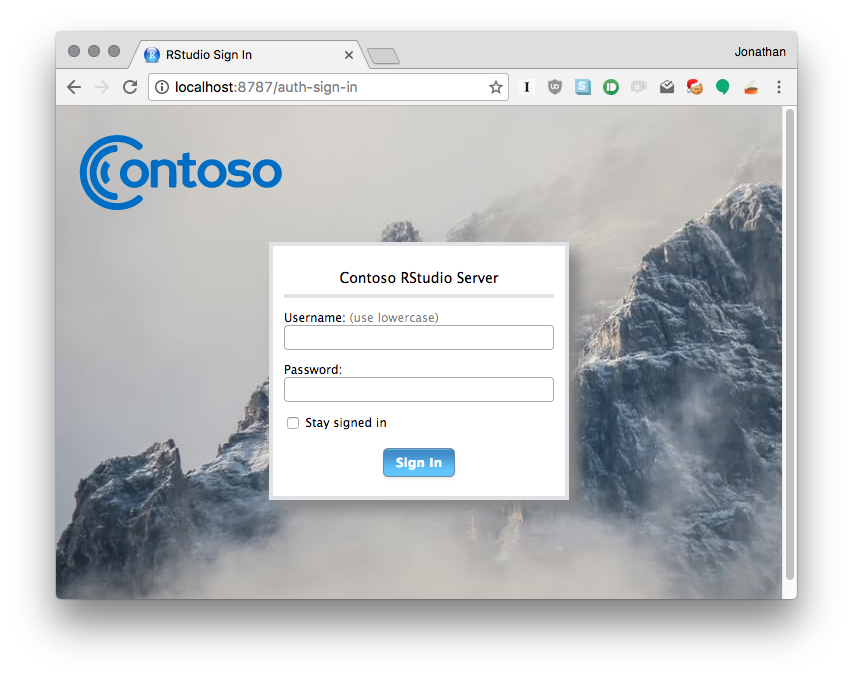 RStudio Sign In
Jonathan
localhost:8787/auth-sign-in
Contoso
Contoso RStudio Server
Username: (use lowercase)
Password:
Stay signed in
Sign In